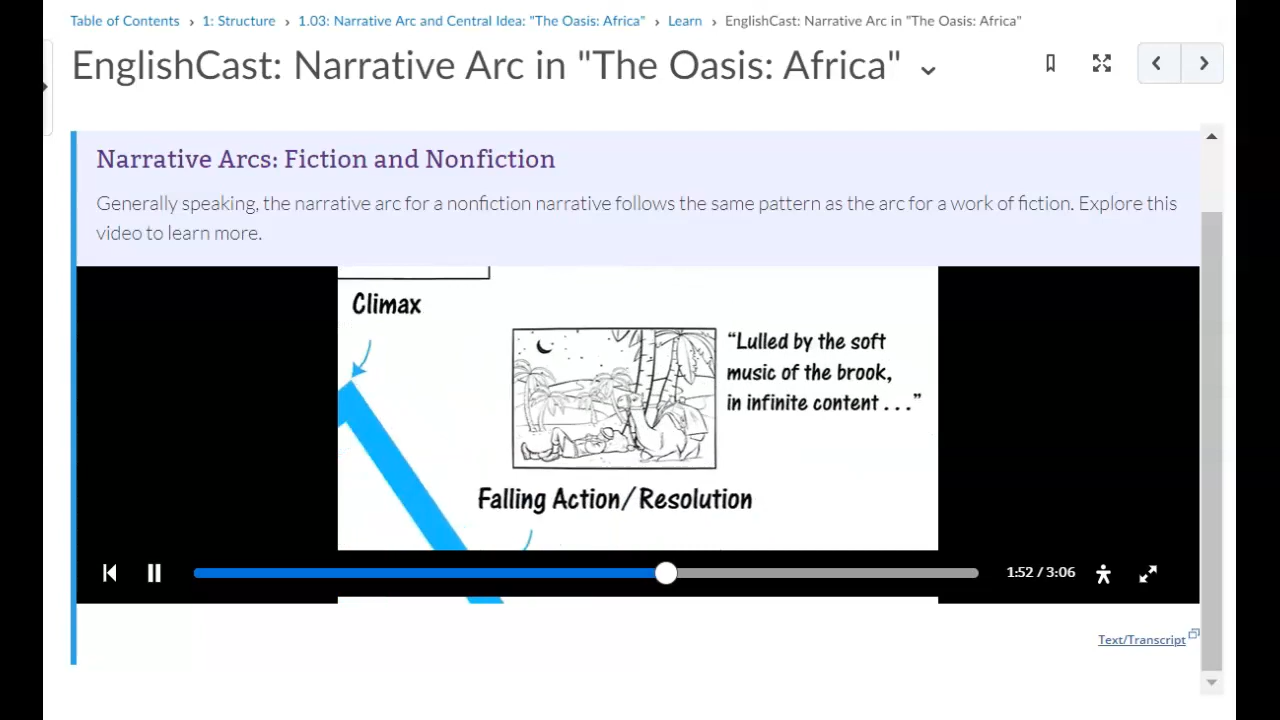 Table of Contents › 1: Structure › 1.03: Narrative Arc and Central Idea: "The Oasis: Africa" › Learn › EnglishCast: Narrative Arc in "The Oasis: Africa"
EnglishCast: Narrative Arc in "The Oasis: Africa"
Narrative Arcs: Fiction and Nonfiction
Generally speaking, the narrative arc for a nonfiction narrative follows the same pattern as the arc for a work of fiction. Explore this
video to learn more.
Climax
“Lulled by the soft
music of the brook,
in infinite content . . .”
Falling Action/Resolution
1:52 / 3:06
Text/Transcript